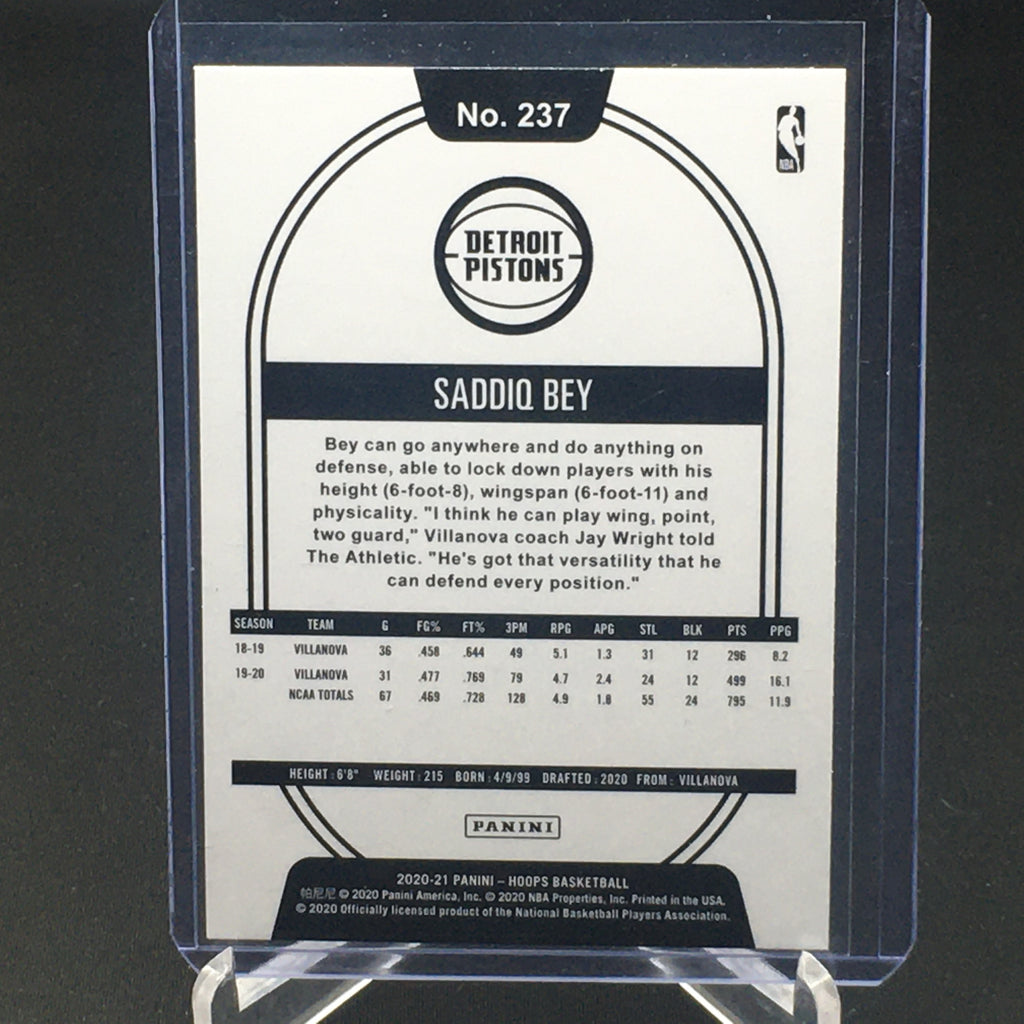 No. 237
NBA
DETROIT
PISTONS
SADDIQ BEY
Bey can go anywhere and do anything on
defense, able to lock down players with his
height (6-foot-8), wingspan (6-foot-11) and
physicality. "I think he can play wing, point,
two guard," Villanova coach Jay Wright told
The Athletic. "He's got that versatility that he
can defend every position."
SEASON TEAM G FG% FT% 3PM RPG APG STL BLK PTS PPG
18-19 VILLANOVA 36 .458 .644 49 5.1 1.3 31 12 296 8.2
19-20 VILLANOVA 31 .477 .769 79 4.7 2.4 24 12 499 16.1
NCAA TOTALS 67 .469 .728 128 4.9 1.8 55 24 795 11.9
HEIGHT: 6'8" WEIGHT: 215 BORN: 4/9/99 DRAFTED: 2020 FROM: VILLANOVA
PANINI
2020-21 PANINI – HOOPS BASKETBALL
帕尼尼 © 2020 Panini America, Inc. © 2020 NBA Properties, Inc. Printed in the USA.
© 2020 Officially licensed product of the National Basketball Players Association.